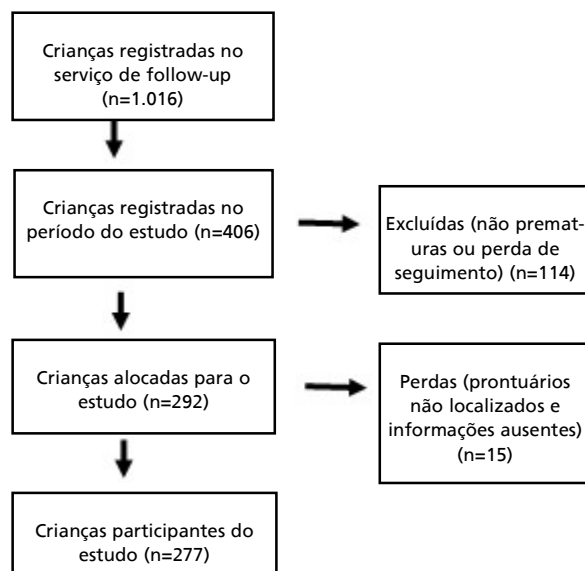 Crianças registradas no
serviço de follow-up
(n=1.016)
Crianças registradas no
período do estudo (n=406)
Excluídas (não premat-
uras ou perda de
seguimento) (n=114)
Crianças alocadas para o
estudo (n=292)
Perdas (prontuários
não localizados e
informações ausentes)
(n=15)
Crianças participantes do
estudo (n=277)